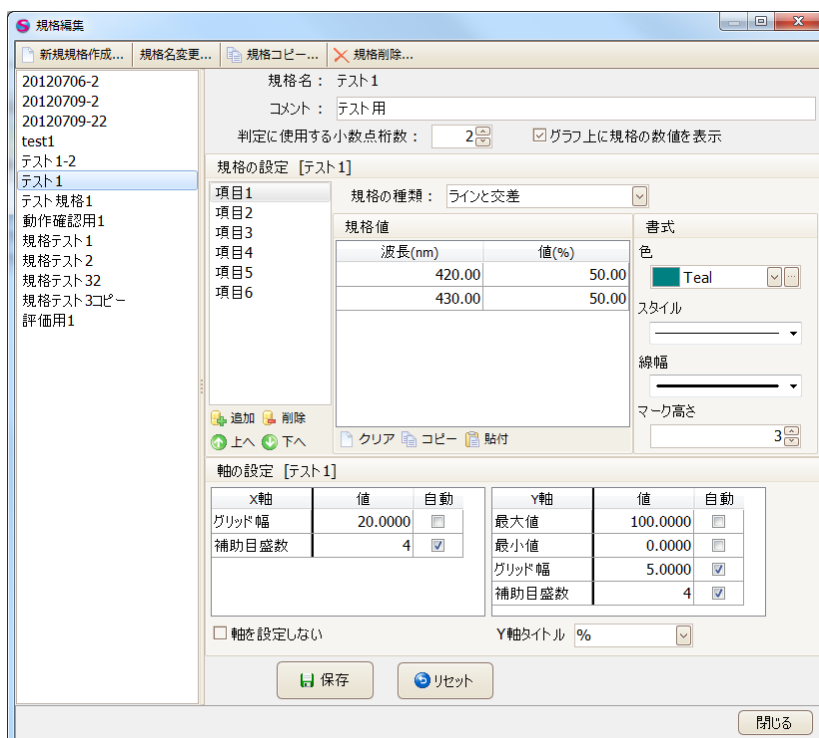 規格編集
新規規格作成... 規格名変更... 規格コピー... 規格削除...
20120706-2
20120709-2
20120709-22
test1
テスト1-2
テスト1
テスト規格1
動作確認用1
規格テスト1
規格テスト2
規格テスト32
規格テスト3コピー
評価用1
規格名： テスト1
コメント： テスト用
判定に使用する小数点桁数： 2 グラフ上に規格の数値を表示
規格の設定 [テスト1]
項目1
項目2
項目3
項目4
項目5
項目6
追加 削除
上へ 下へ
規格の種類： ラインと交差
規格値
波長(nm) 値(%)
420.00 50.00
430.00 50.00
クリア コピー 貼付
書式
色
Teal
スタイル
線幅
マーク高さ
3
軸の設定 [テスト1]
X軸 値 自動
グリッド幅 20.0000
補助目盛数 4
Y軸 値 自動
最大値 100.0000
最小値 0.0000
グリッド幅 5.0000
補助目盛数 4
軸を設定しない
Y軸タイトル %
保存 リセット
閉じる